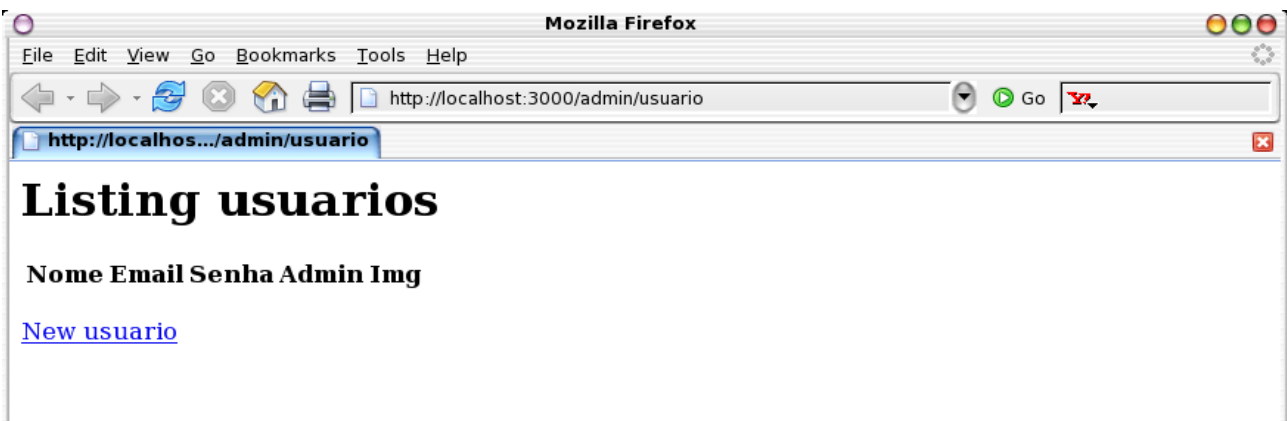 Mozilla Firefox
File Edit View Go Bookmarks Tools Help
http://localhost:3000/admin/usuario Go Y!
http://localhos.../admin/usuario
Listing usuarios
Nome Email Senha Admin Img
New usuario